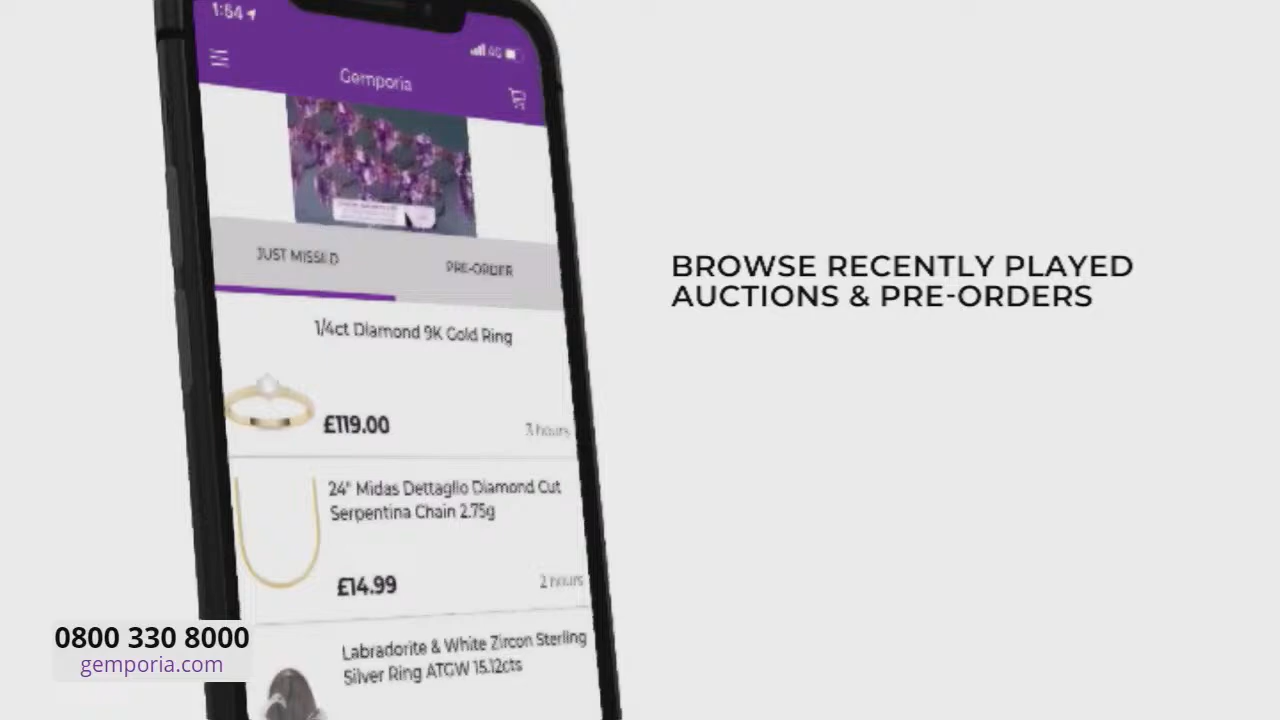 1:54
4G
Gemporia
JUST MISSED
PRE-ORDER
1/4ct Diamond 9K Gold Ring
£119.00
3 hours
24" Midas Dettaglio Diamond Cut
Serpentina Chain 2.75g
£14.99
2 hours
Labradorite & White Zircon Sterling
Silver Ring ATGW 15.12cts
BROWSE RECENTLY PLAYED
AUCTIONS & PRE-ORDERS
0800 330 8000
gemporia.com